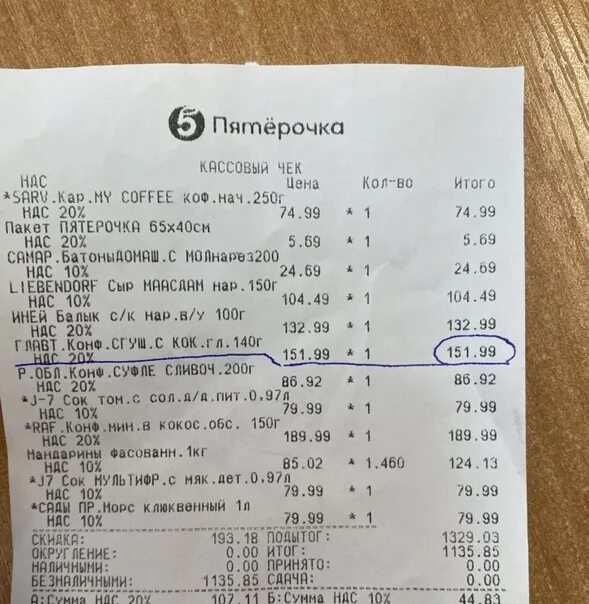 5 Пятёрочка
КАССОВЫЙ ЧЕК
НДС Цена Кол-во Итого
*SARV.Кар.MY COFFEE коф.нач.250г
НДС 20% 74.99 * 1 74.99
Пакет ПЯТЕРОЧКА 65х40см
НДС 20% 5.69 * 1 5.69
САМАР.БатоныДОМАШ.С МОЛнарез200
НДС 10% 24.69 * 1 24.69
LIEBENDORF Сыр МААСДАМ нар.150г
НДС 10% 104.49 * 1 104.49
ИНЕЙ Балык с/к нар.в/у 100г
НДС 20% 132.99 * 1 132.99
ГЛАВТ.Конф.СГУШ.С КОК.гл.140г
НДС 20% 151.99 * 1 151.99
Р.ОБЛ.Конф.СУФЛЕ СЛИВОЧ.200г
НДС 20% 86.92 * 1 86.92
*J-7 Сок том.с сол.д/д.пит.0,97л
НДС 10% 79.99 * 1 79.99
*RAF.Конф.мин.в кокос.обс. 150г
НДС 20% 189.99 * 1 189.99
Мандарины фасованн.1кг
НДС 10% 85.02 * 1.460 124.13
*J7 Сок МУЛЬТИФР.с мяк.дет.0,97л
НДС 10% 79.99 * 1 79.99
*САДЫ ПР.Морс клюквенный 1л
НДС 10% 79.99 * 1 79.99
СКИДКА: 193.18 ПОДЫТОГ: 1329.03
ОКРУГЛЕНИЕ: 0.00 ИТОГ: 1135.85
НАЛИЧНЫМИ: 0.00 ПРИНЯТО: 0.00
БЕЗНАЛИЧНЫМИ: 1135.85 СДАЧА: 0.00
А:Сумма НДС 20% 107.11 Б:Сумма НДС 10% 44.83